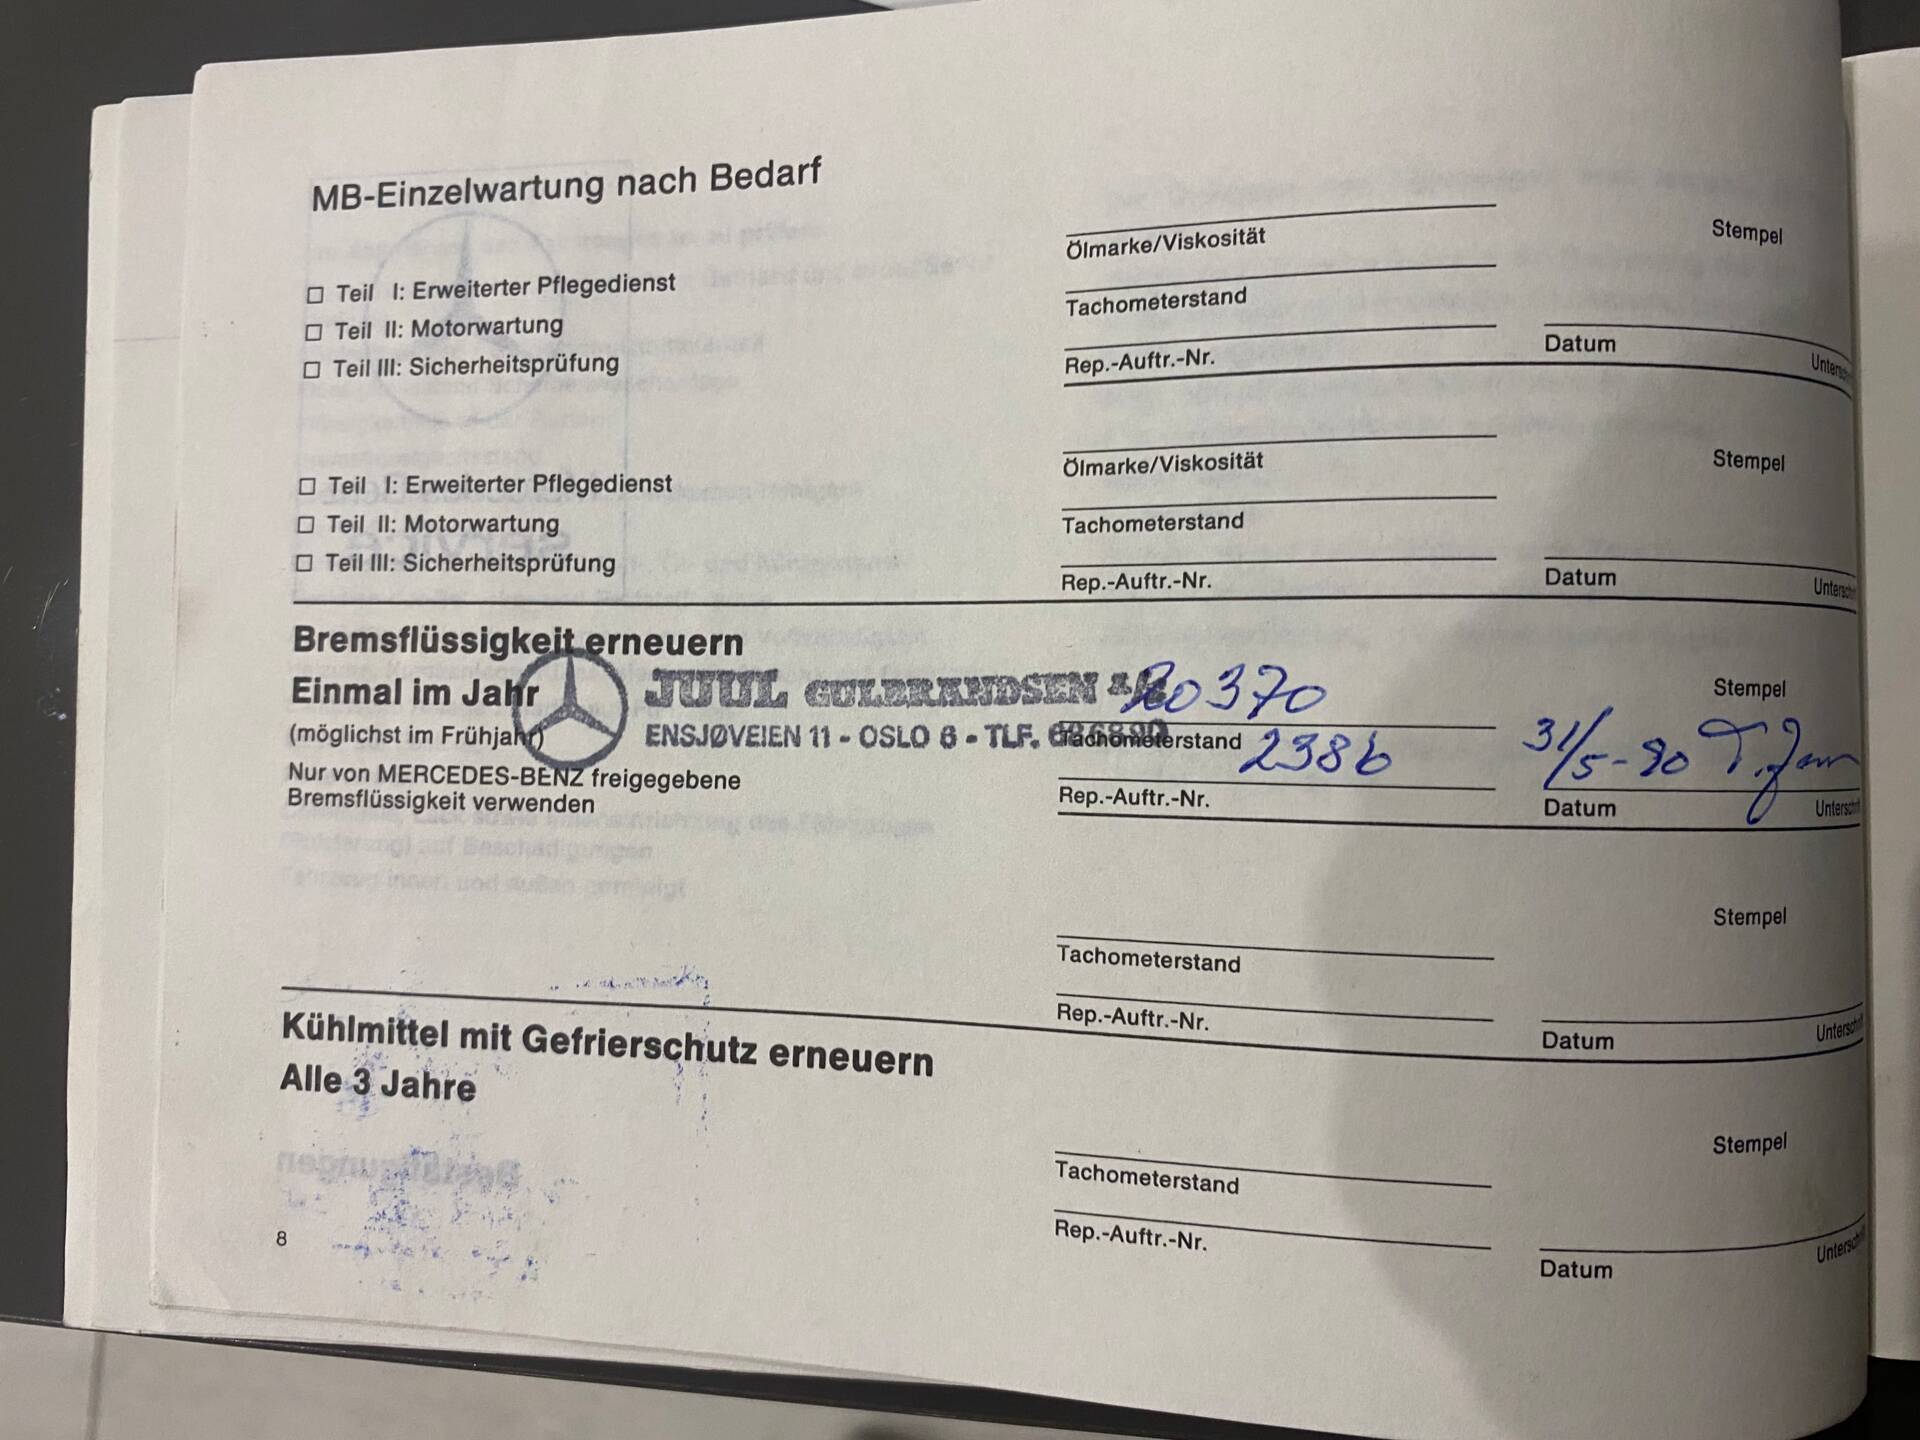 MB-Einzelwartung nach Bedarf
Ölmarke/Viskosität
Stempel
☐ Teil I: Erweiterter Pflegedienst
Tachometerstand
☐ Teil II: Motorwartung
Datum
☐ Teil III: Sicherheitsprüfung
Rep.-Auftr.-Nr.
Ölmarke/Viskosität
Stempel
☐ Teil I: Erweiterter Pflegedienst
☐ Teil II: Motorwartung
Tachometerstand
☐ Teil III: Sicherheitsprüfung
Rep.-Auftr.-Nr.
Datum
Bremsflüssigkeit erneuern
Einmal im Jahr
JUUL GULBRANDSEN
20370
Stempel
(möglichst im Frühjahr)
ENSJØVEIEN 11 - OSLO 6 - TLF.
Tachometerstand
2386
31/5-90
Nur von MERCEDES-BENZ freigegebene
Bremsflüssigkeit verwenden
Rep.-Auftr.-Nr.
Datum
Stempel
Tachometerstand
Rep.-Auftr.-Nr.
Datum
Kühlmittel mit Gefrierschutz erneuern
Alle 3 Jahre
Stempel
Tachometerstand
Rep.-Auftr.-Nr.
Datum
8